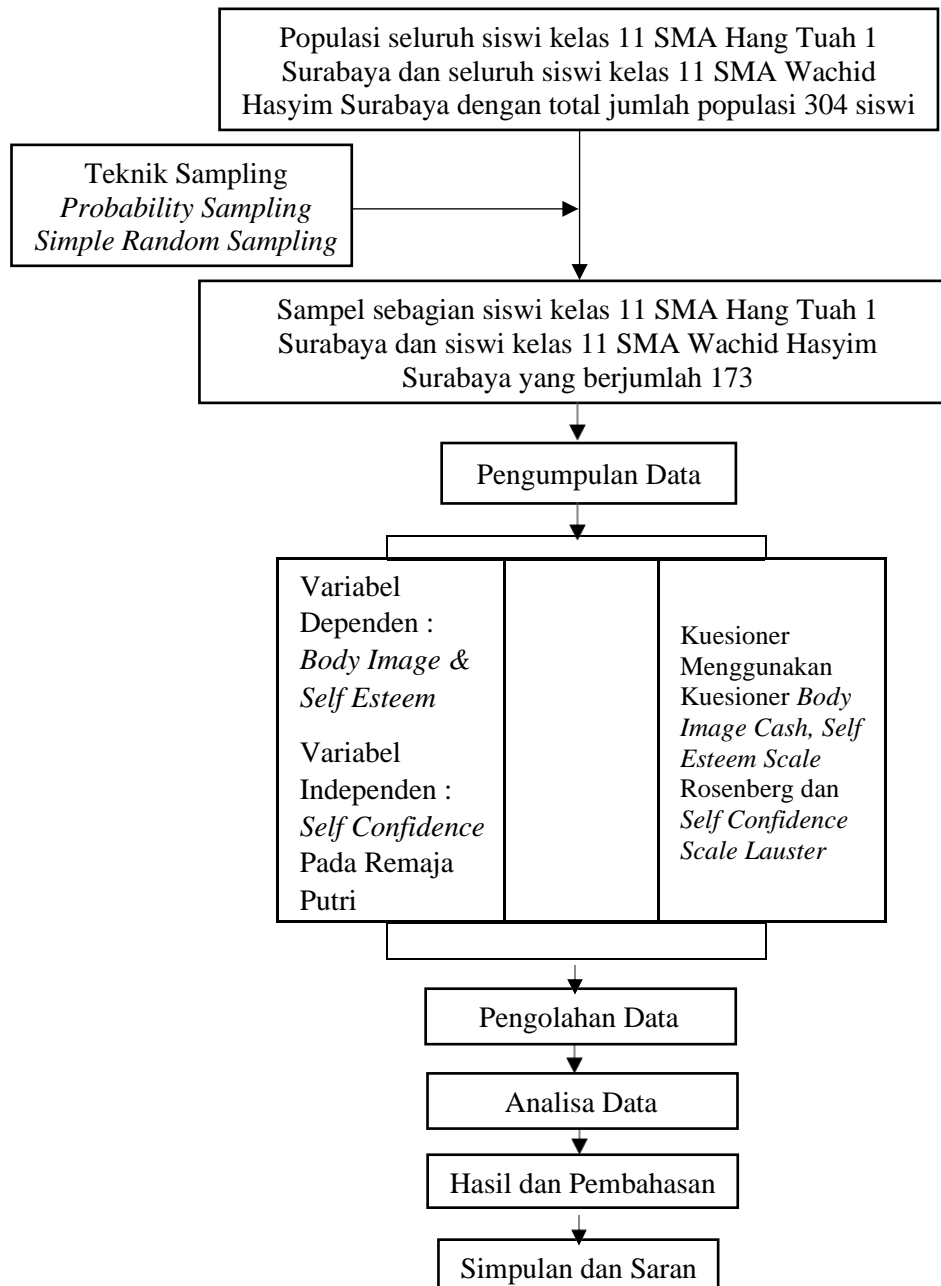 Populasi seluruh siswi kelas 11 SMA Hang Tuah 1
Surabaya dan seluruh siswi kelas 11 SMA Wachid
Hasyim Surabaya dengan total jumlah populasi 304 siswi
Teknik Sampling
Probability Sampling
Simple Random Sampling
Sampel sebagian siswi kelas 11 SMA Hang Tuah 1
Surabaya dan siswi kelas 11 SMA Wachid Hasyim
Surabaya yang berjumlah 173
Pengumpulan Data
Variabel
Dependen :
Body Image &
Self Esteem
Variabel
Independen :
Self Confidence
Pada Remaja
Putri
Kuesioner
Menggunakan
Kuesioner Body
Image Cash, Self
Esteem Scale
Rosenberg dan
Self Confidence
Scale Lauster
Pengolahan Data
Analisa Data
Hasil dan Pembahasan
Simpulan dan Saran